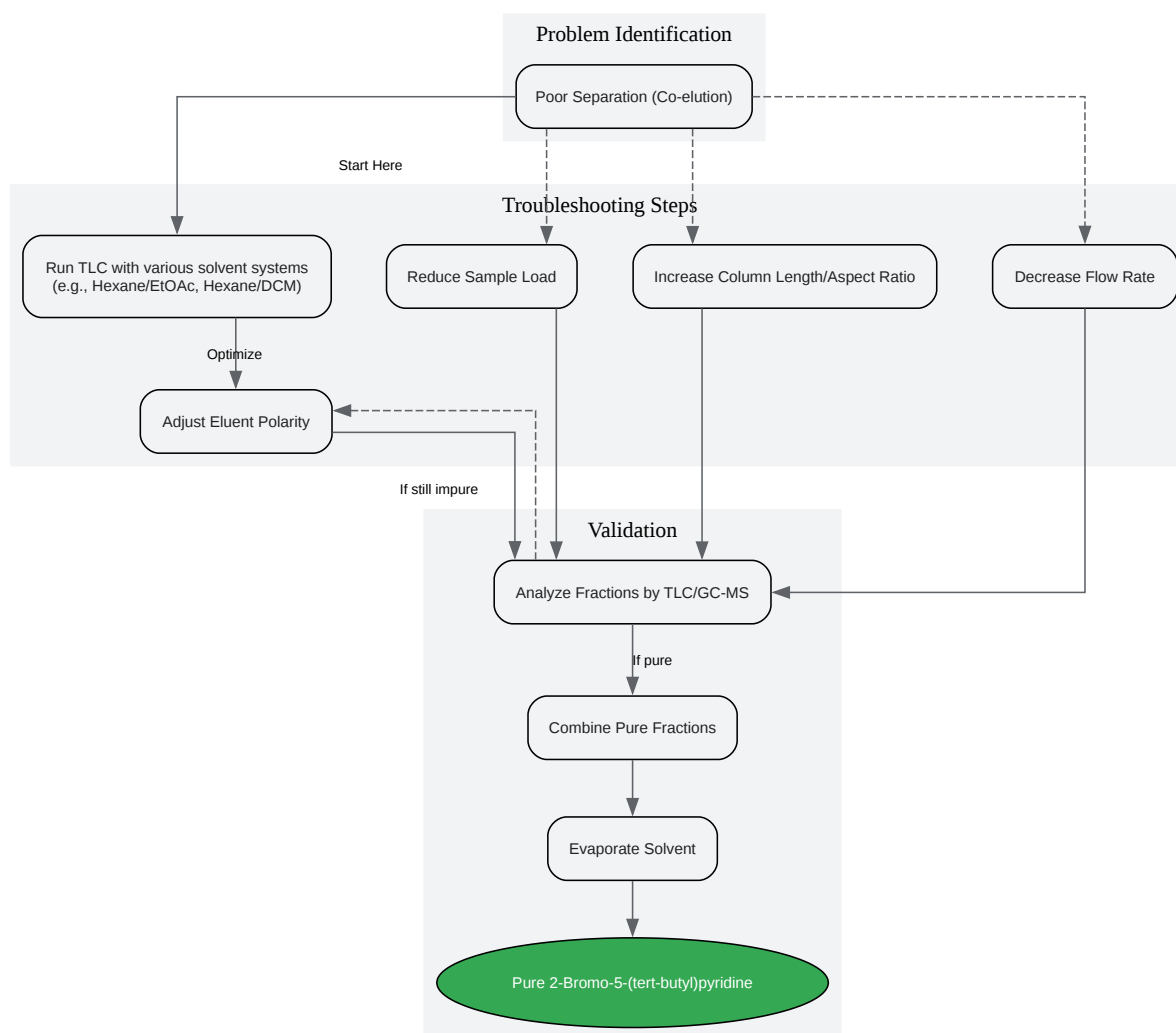 Problem Identification
Poor Separation (Co-elution)
Start Here
Troubleshooting Steps
Run TLC with various solvent systems
(e.g., Hexane/EtOAc, Hexane/DCM)
Reduce Sample Load
Increase Column Length/Aspect Ratio
Decrease Flow Rate
Optimize
Adjust Eluent Polarity
If still impure
Validation
Analyze Fractions by TLC/GC-MS
If pure
Combine Pure Fractions
Evaporate Solvent
Pure 2-Bromo-5-(tert-butyl)pyridine